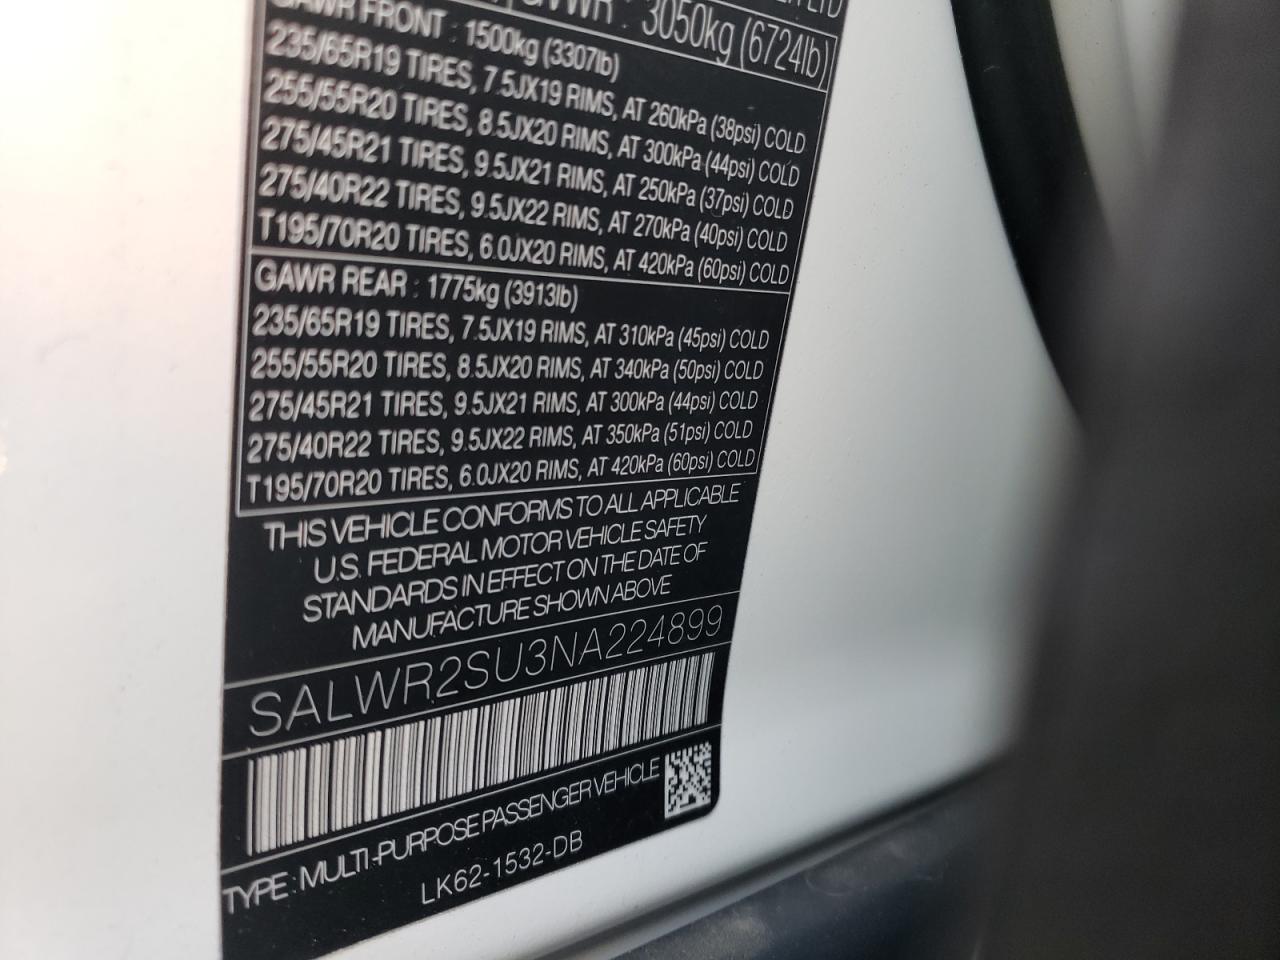 LTD
GVWR : 3050kg (6724lb)
GAWR FRONT : 1500kg (3307lb)
235/65R19 TIRES, 7.5JX19 RIMS, AT 260kPa (38psi) COLD
255/55R20 TIRES, 8.5JX20 RIMS, AT 300kPa (44psi) COLD
275/45R21 TIRES, 9.5JX21 RIMS, AT 250kPa (37psi) COLD
275/40R22 TIRES, 9.5JX22 RIMS, AT 270kPa (40psi) COLD
T195/70R20 TIRES, 6.0JX20 RIMS, AT 420kPa (60psi) COLD
GAWR REAR : 1775kg (3913lb)
235/65R19 TIRES, 7.5JX19 RIMS, AT 310kPa (45psi) COLD
255/55R20 TIRES, 8.5JX20 RIMS, AT 340kPa (50psi) COLD
275/45R21 TIRES, 9.5JX21 RIMS, AT 300kPa (44psi) COLD
275/40R22 TIRES, 9.5JX22 RIMS, AT 350kPa (51psi) COLD
T195/70R20 TIRES, 6.0JX20 RIMS, AT 420kPa (60psi) COLD
THIS VEHICLE CONFORMS TO ALL APPLICABLE
U.S. FEDERAL MOTOR VEHICLE SAFETY
STANDARDS IN EFFECT ON THE DATE OF
MANUFACTURE SHOWN ABOVE
SALWR2SU3NA224899
TYPE : MULTI-PURPOSE PASSENGER VEHICLE
LK62-1532-DB